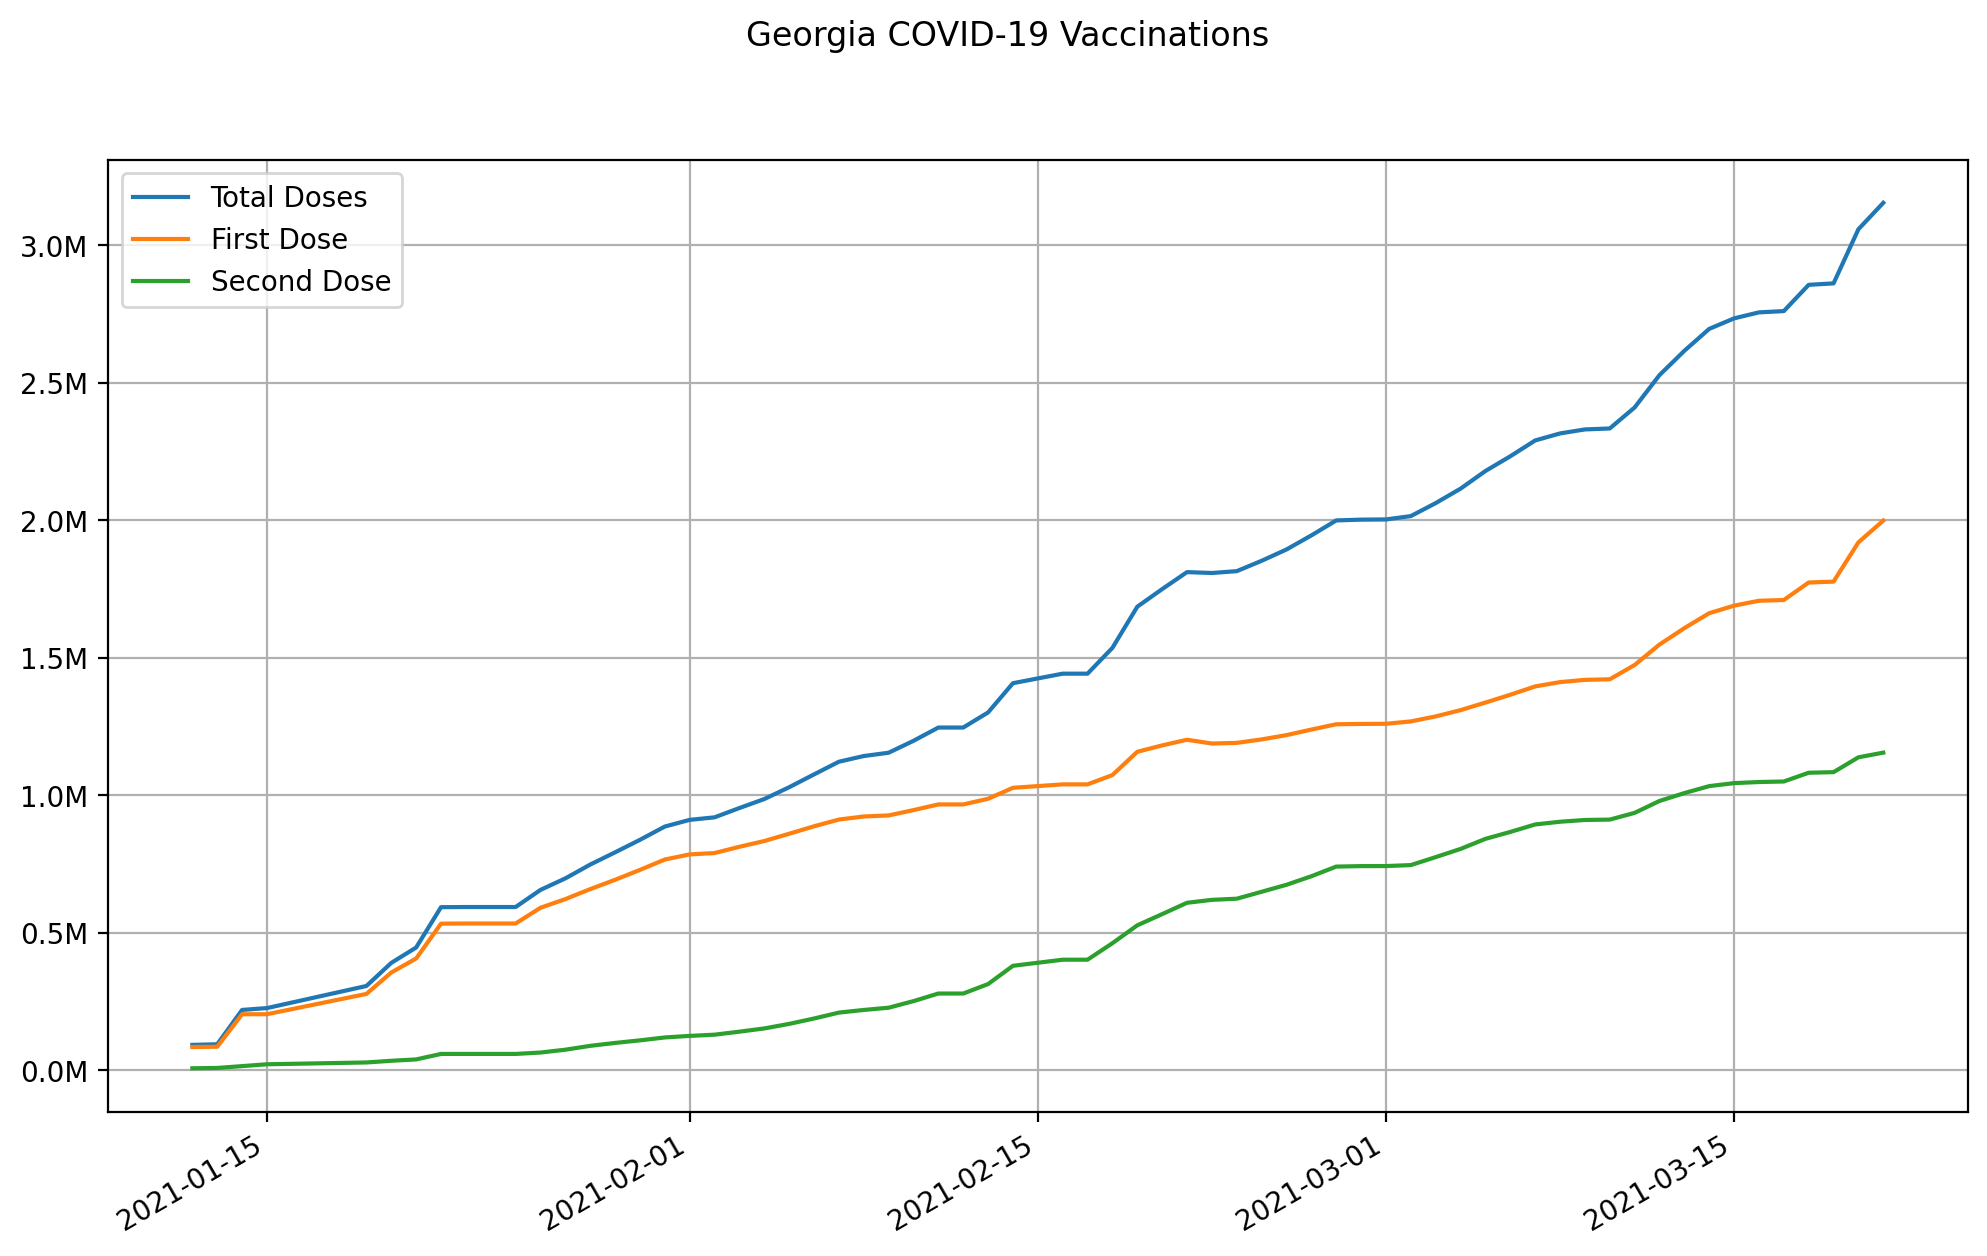 Georgia COVID-19 Vaccinations
Total Doses
First Dose
Second Dose
3.0M
2.5M
2.0M
1.5M
1.0M
0.5M
0.0M
2021-01-15
2021-02-01
2021-02-15
2021-03-01
2021-03-15